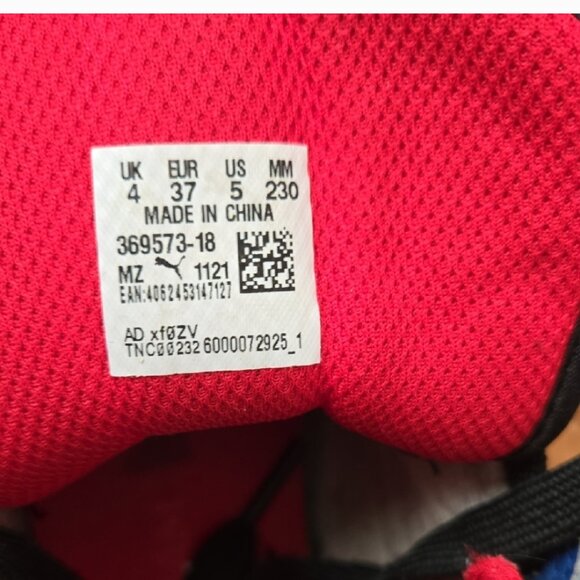 UK EUR US MM
4 37 5 230
MADE IN CHINA
369573-18
MZ 1121
EAN:4062453147127
AD xf0ZV
TNC00232 6000072925_1